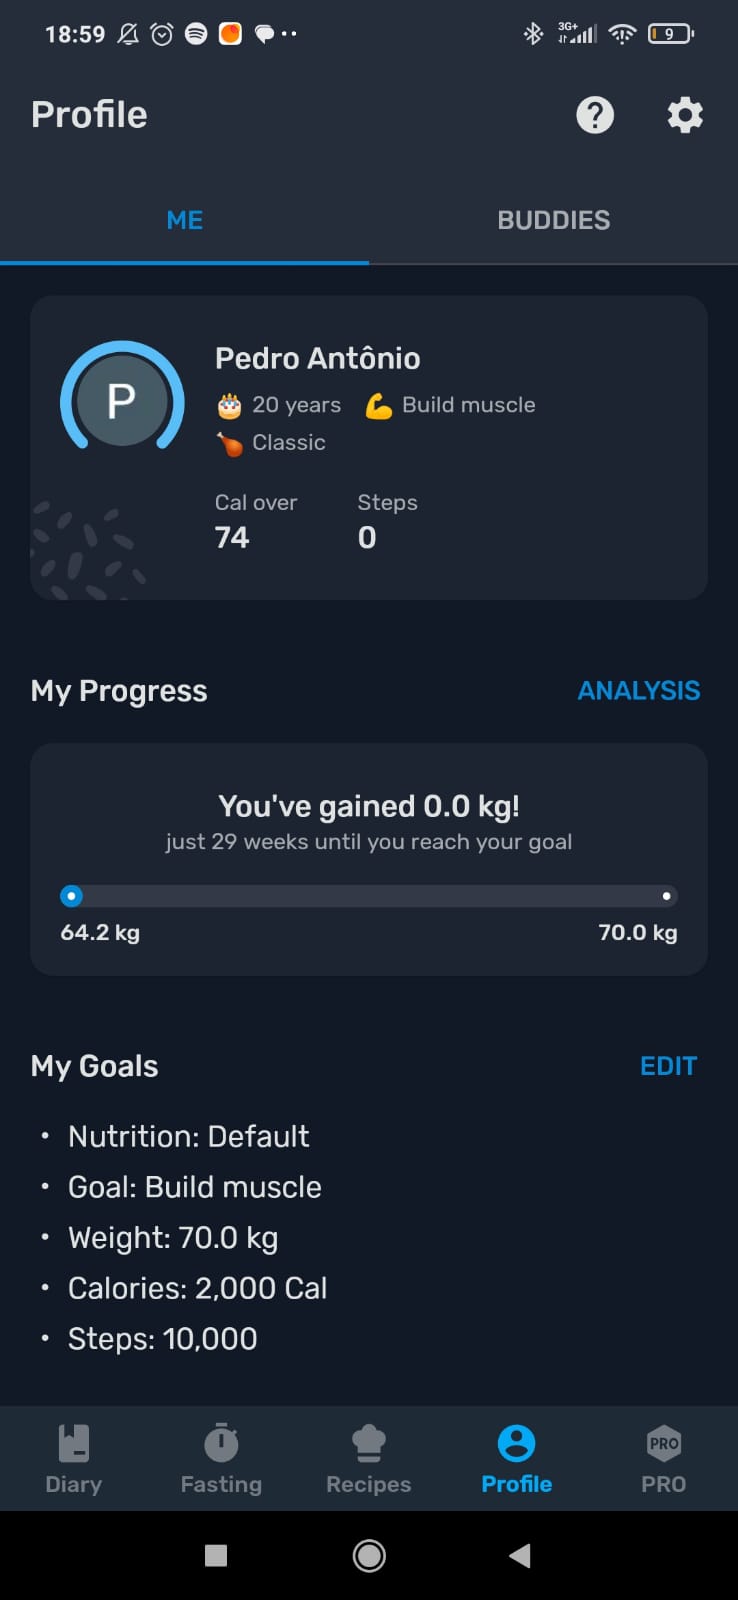 18:59 3G+ 9
Profile
ME BUDDIES
P
Pedro Antônio
20 years Build muscle
Classic
Cal over Steps
74 0
My Progress ANALYSIS
You've gained 0.0 kg!
just 29 weeks until you reach your goal
64.2 kg 70.0 kg
My Goals EDIT
• Nutrition: Default
• Goal: Build muscle
• Weight: 70.0 kg
• Calories: 2,000 Cal
• Steps: 10,000
PRO
Diary Fasting Recipes Profile PRO